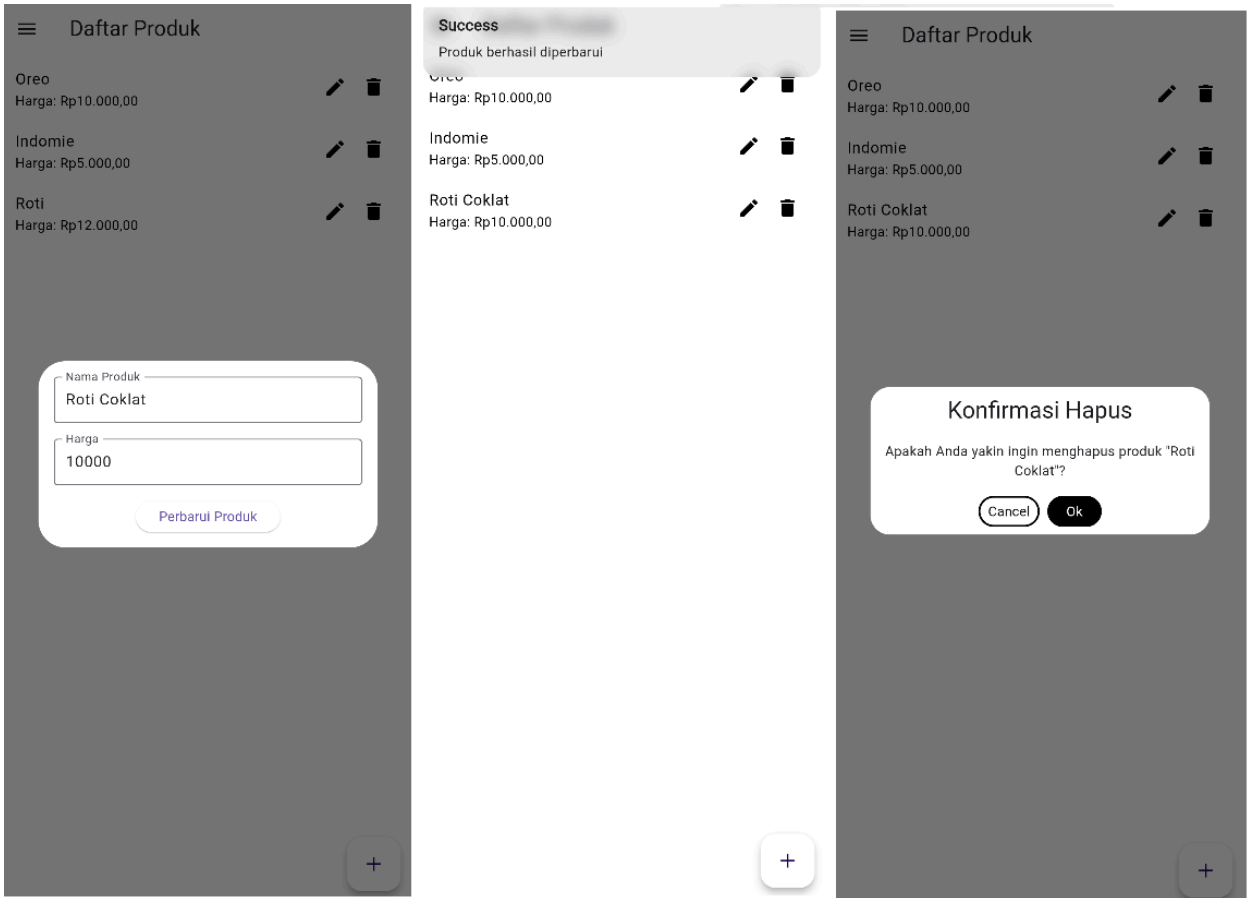 Daftar Produk
Oreo
Harga: Rp10.000,00
Indomie
Harga: Rp5.000,00
Roti
Harga: Rp12.000,00
Nama Produk
Roti Coklat
Harga
10000
Perbarui Produk
Success
Produk berhasil diperbarui
Oreo
Harga: Rp10.000,00
Indomie
Harga: Rp5.000,00
Roti Coklat
Harga: Rp10.000,00
Daftar Produk
Oreo
Harga: Rp10.000,00
Indomie
Harga: Rp5.000,00
Roti Coklat
Harga: Rp10.000,00
Konfirmasi Hapus
Apakah Anda yakin ingin menghapus produk "Roti
Coklat"?
Cancel
Ok